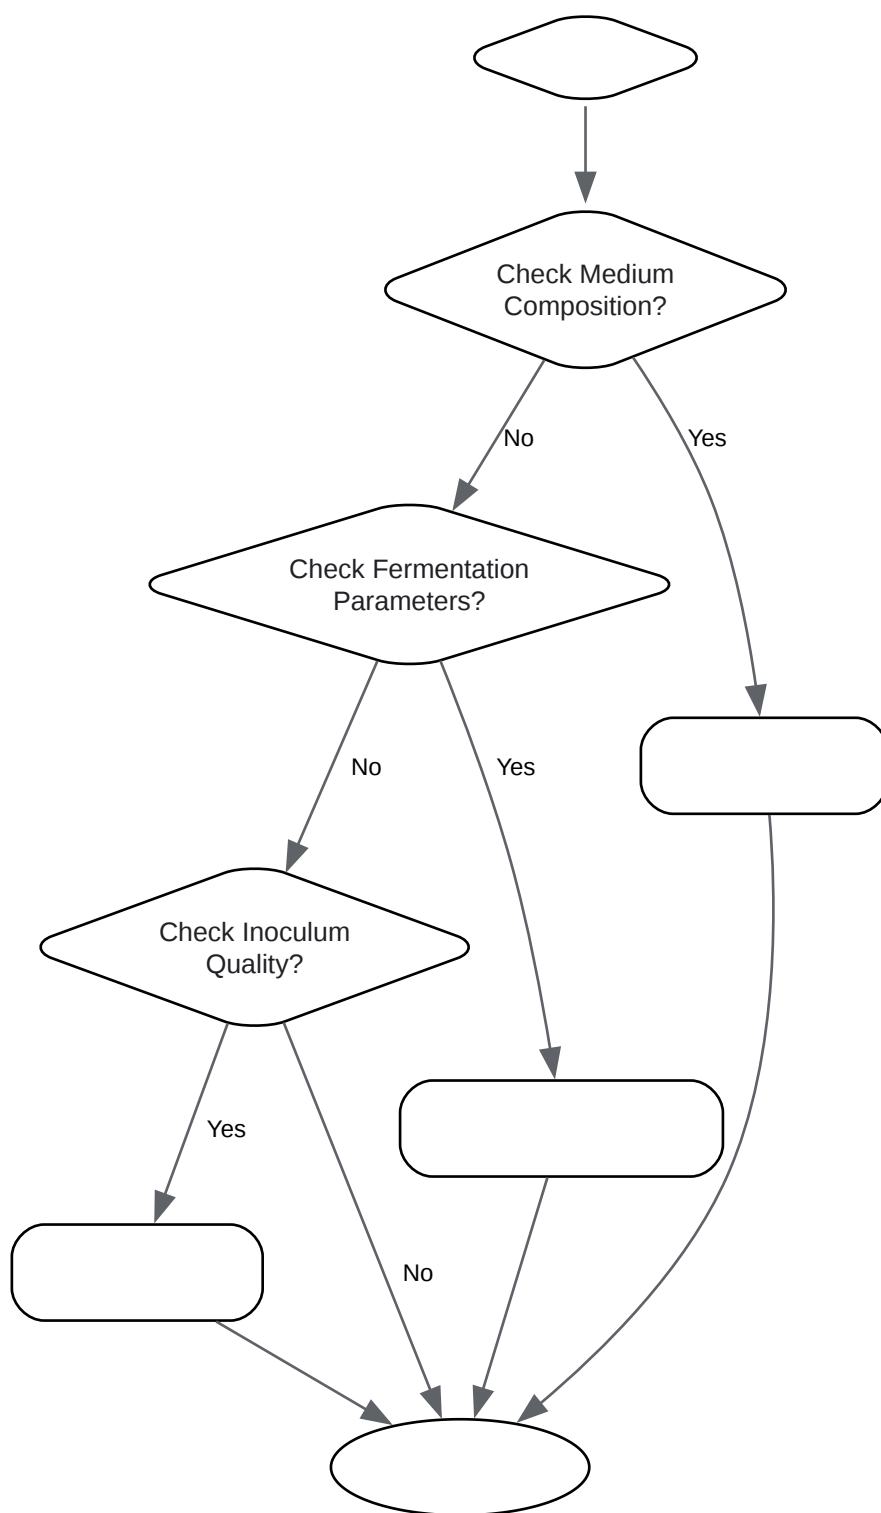 Check Medium
Composition?
No
Yes
Check Fermentation
Parameters?
No
Yes
Check Inoculum
Quality?
Yes
No